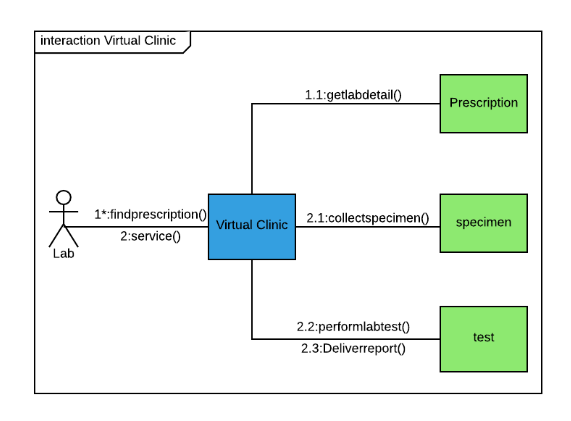 interaction Virtual Clinic
1.1:getlabdetail()
Prescription
1*:findprescription()
2:service()
Lab
Virtual Clinic
2.1:collectspecimen()
specimen
2.2:performlabtest()
2.3:Deliverreport()
test